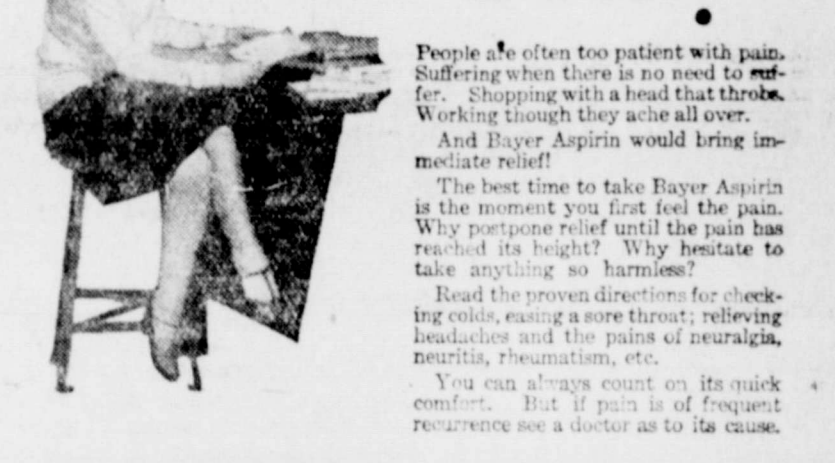 People are often too patient with pain.
Suffering when there is no need to suf-
fer. Shopping with a head that throbs.
Working though they ache all over.
And Bayer Aspirin would bring im-
mediate relief!
The best time to take Bayer Aspirin
is the moment you first feel the pain.
Why postpone relief until the pain has
reached its height? Why hesitate to
take anything so harmless?
Read the proven directions for check-
ing colds, easing a sore throat; relieving
headaches and the pains of neuralgia,
neuritis, rheumatism, etc.
You can always count on its quick
comfort. But if pain is of frequent
recurrence see a doctor as to its cause.